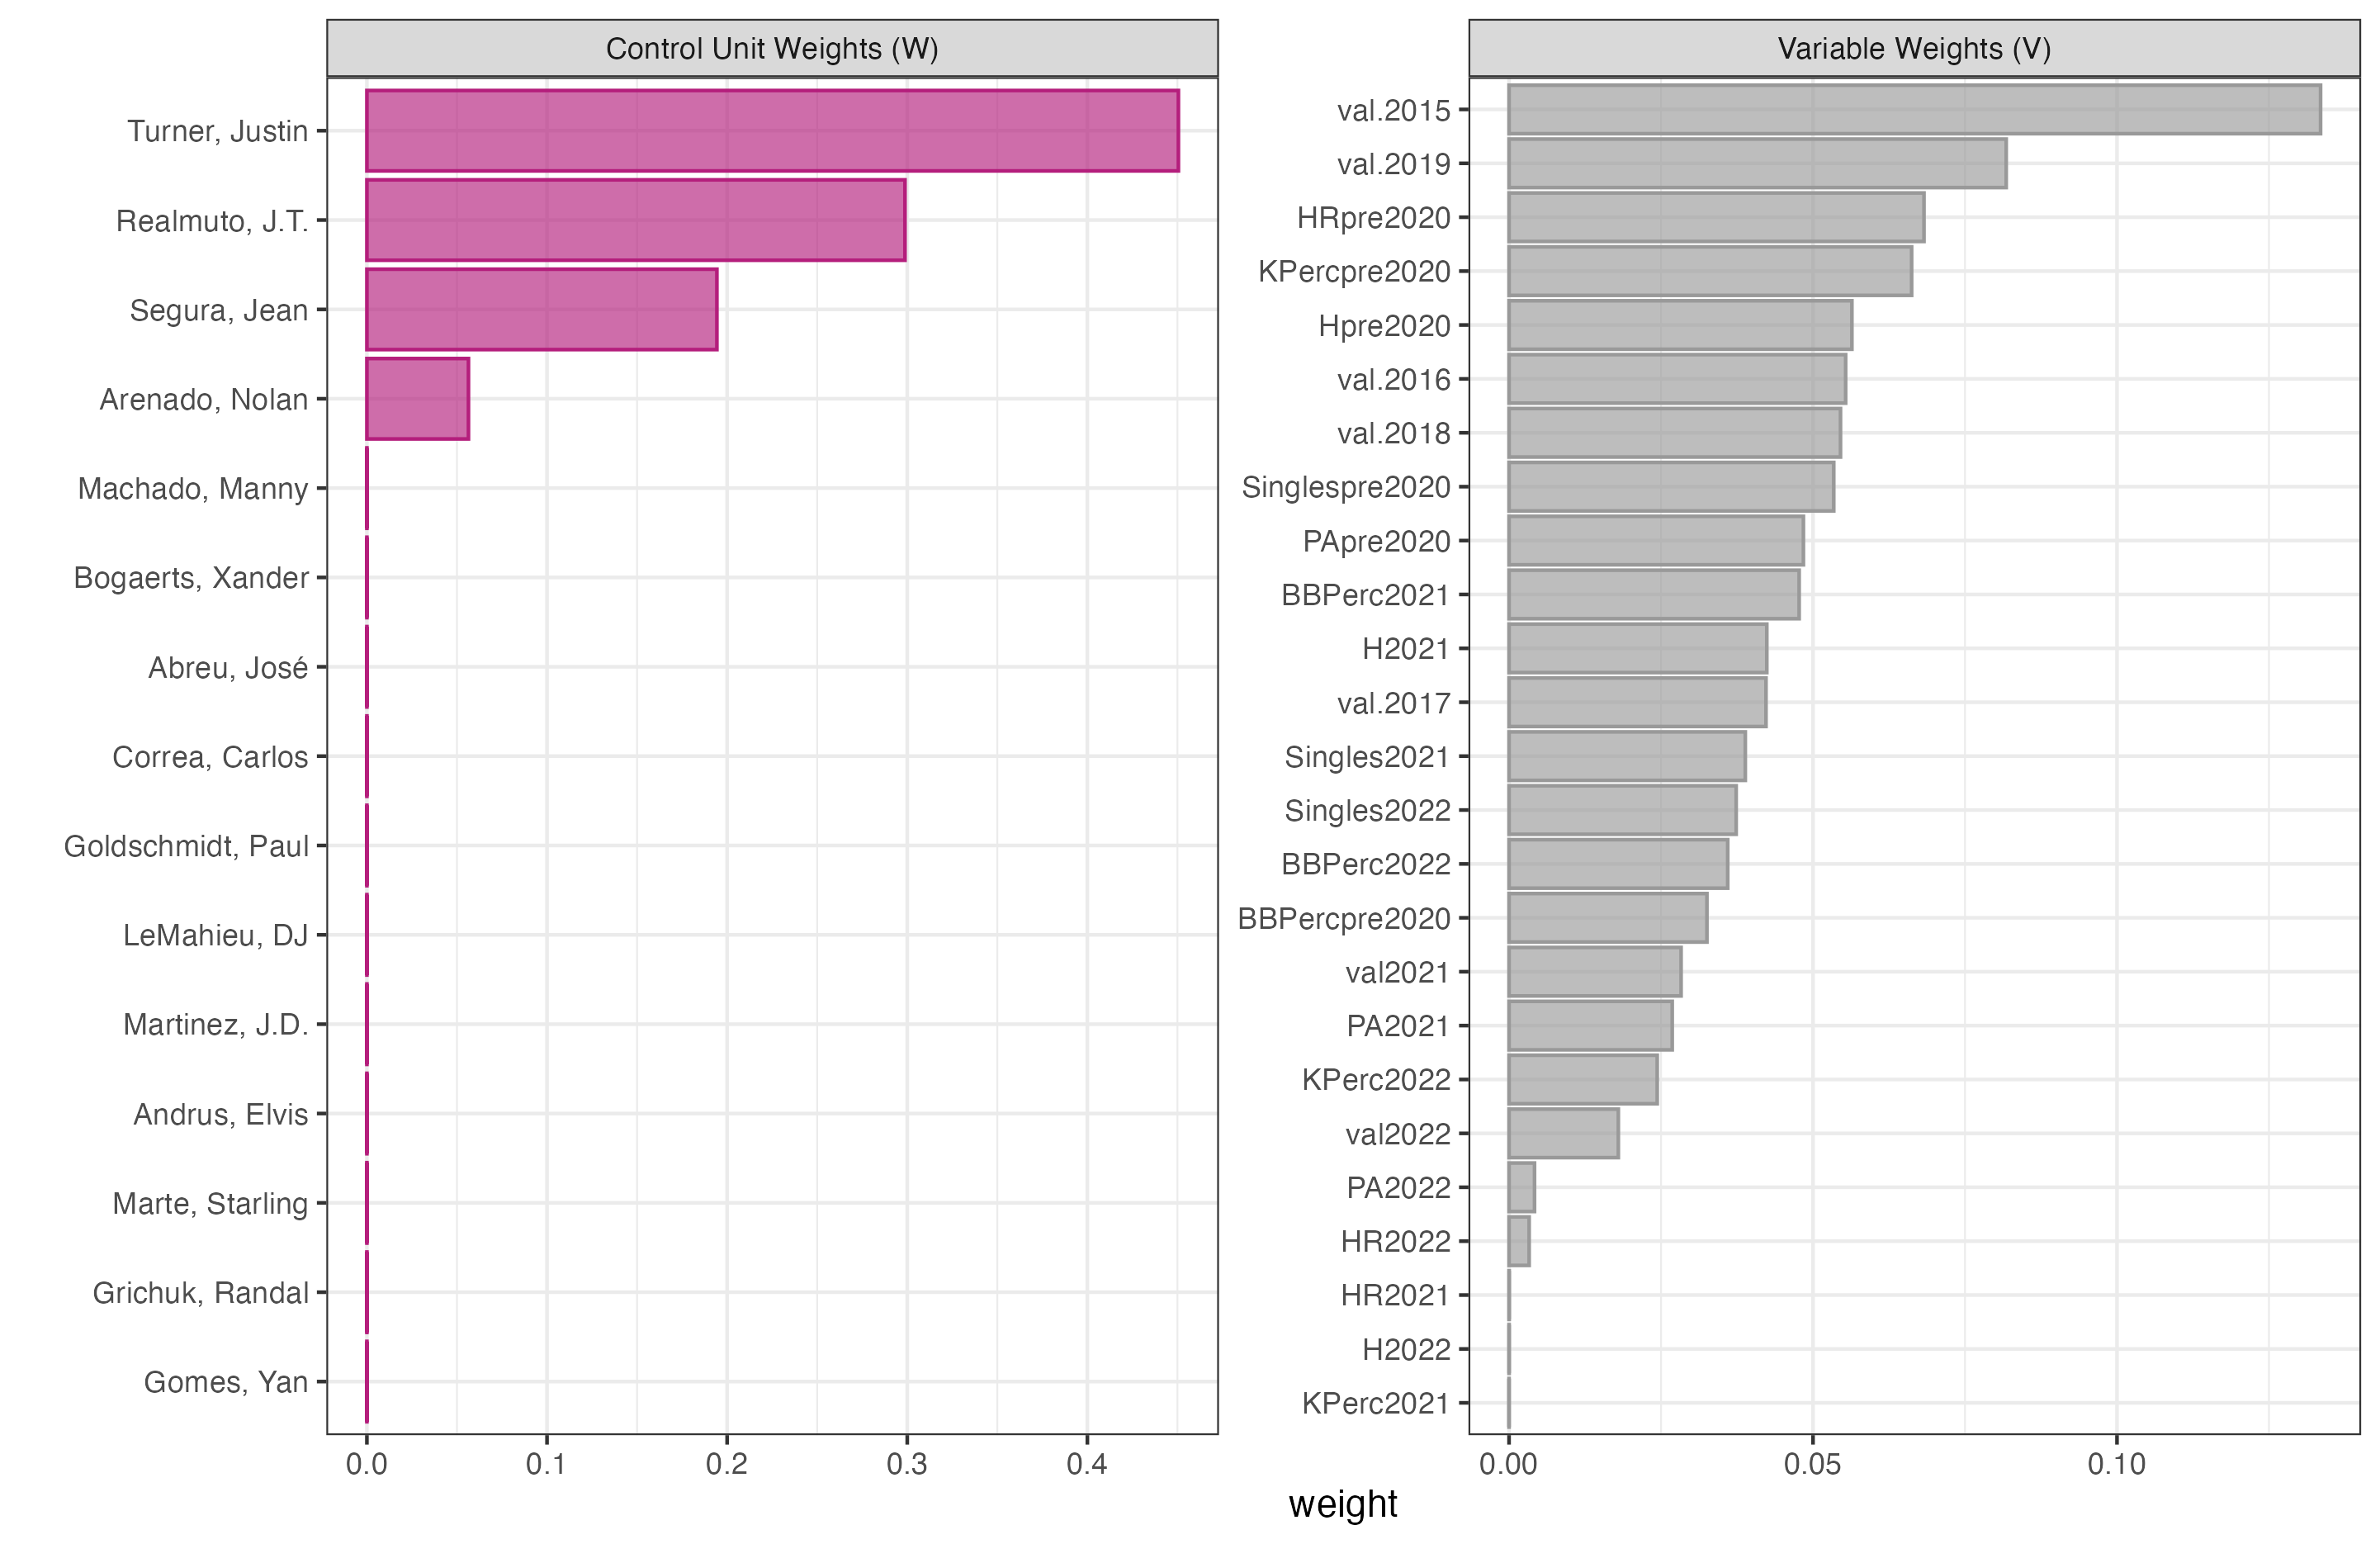 Control Unit Weights (W)
Turner, Justin
Realmuto, J.T.
Segura, Jean
Arenado, Nolan
Machado, Manny
Bogaerts, Xander
Abreu, José
Correa, Carlos
Goldschmidt, Paul
LeMahieu, DJ
Martinez, J.D.
Andrus, Elvis
Marte, Starling
Grichuk, Randal
Gomes, Yan
0.0 0.1 0.2 0.3 0.4
Variable Weights (V)
val.2015
val.2019
HRpre2020
KPercpre2020
Hpre2020
val.2016
val.2018
Singlespre2020
PApre2020
BBPerc2021
H2021
val.2017
Singles2021
Singles2022
BBPerc2022
BBPercpre2020
val2021
PA2021
KPerc2022
val2022
PA2022
HR2022
HR2021
H2022
KPerc2021
0.00 0.05 0.10
weight